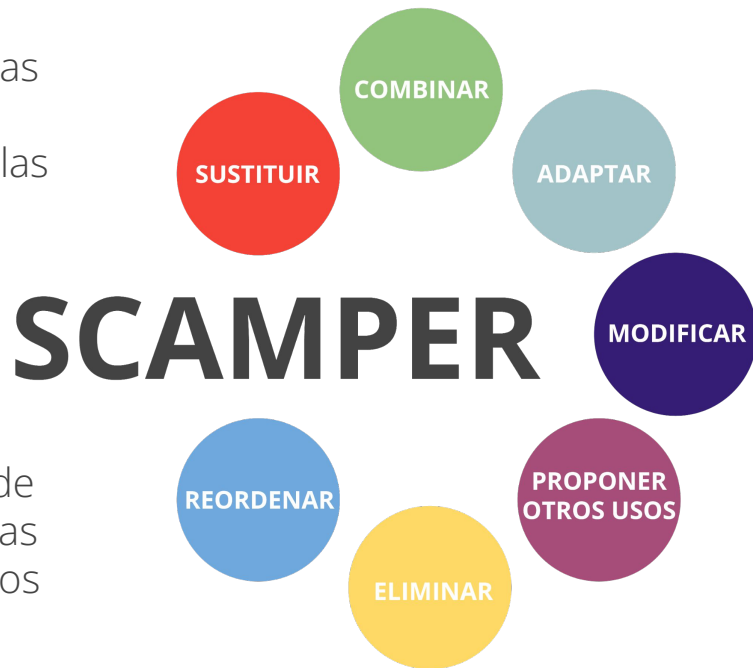 as
las
COMBINAR
SUSTITUIR
ADAPTAR
SCAMPER
MODIFICAR
REORDENAR
PROPONER
OTROS USOS
ELIMINAR
de
as
os